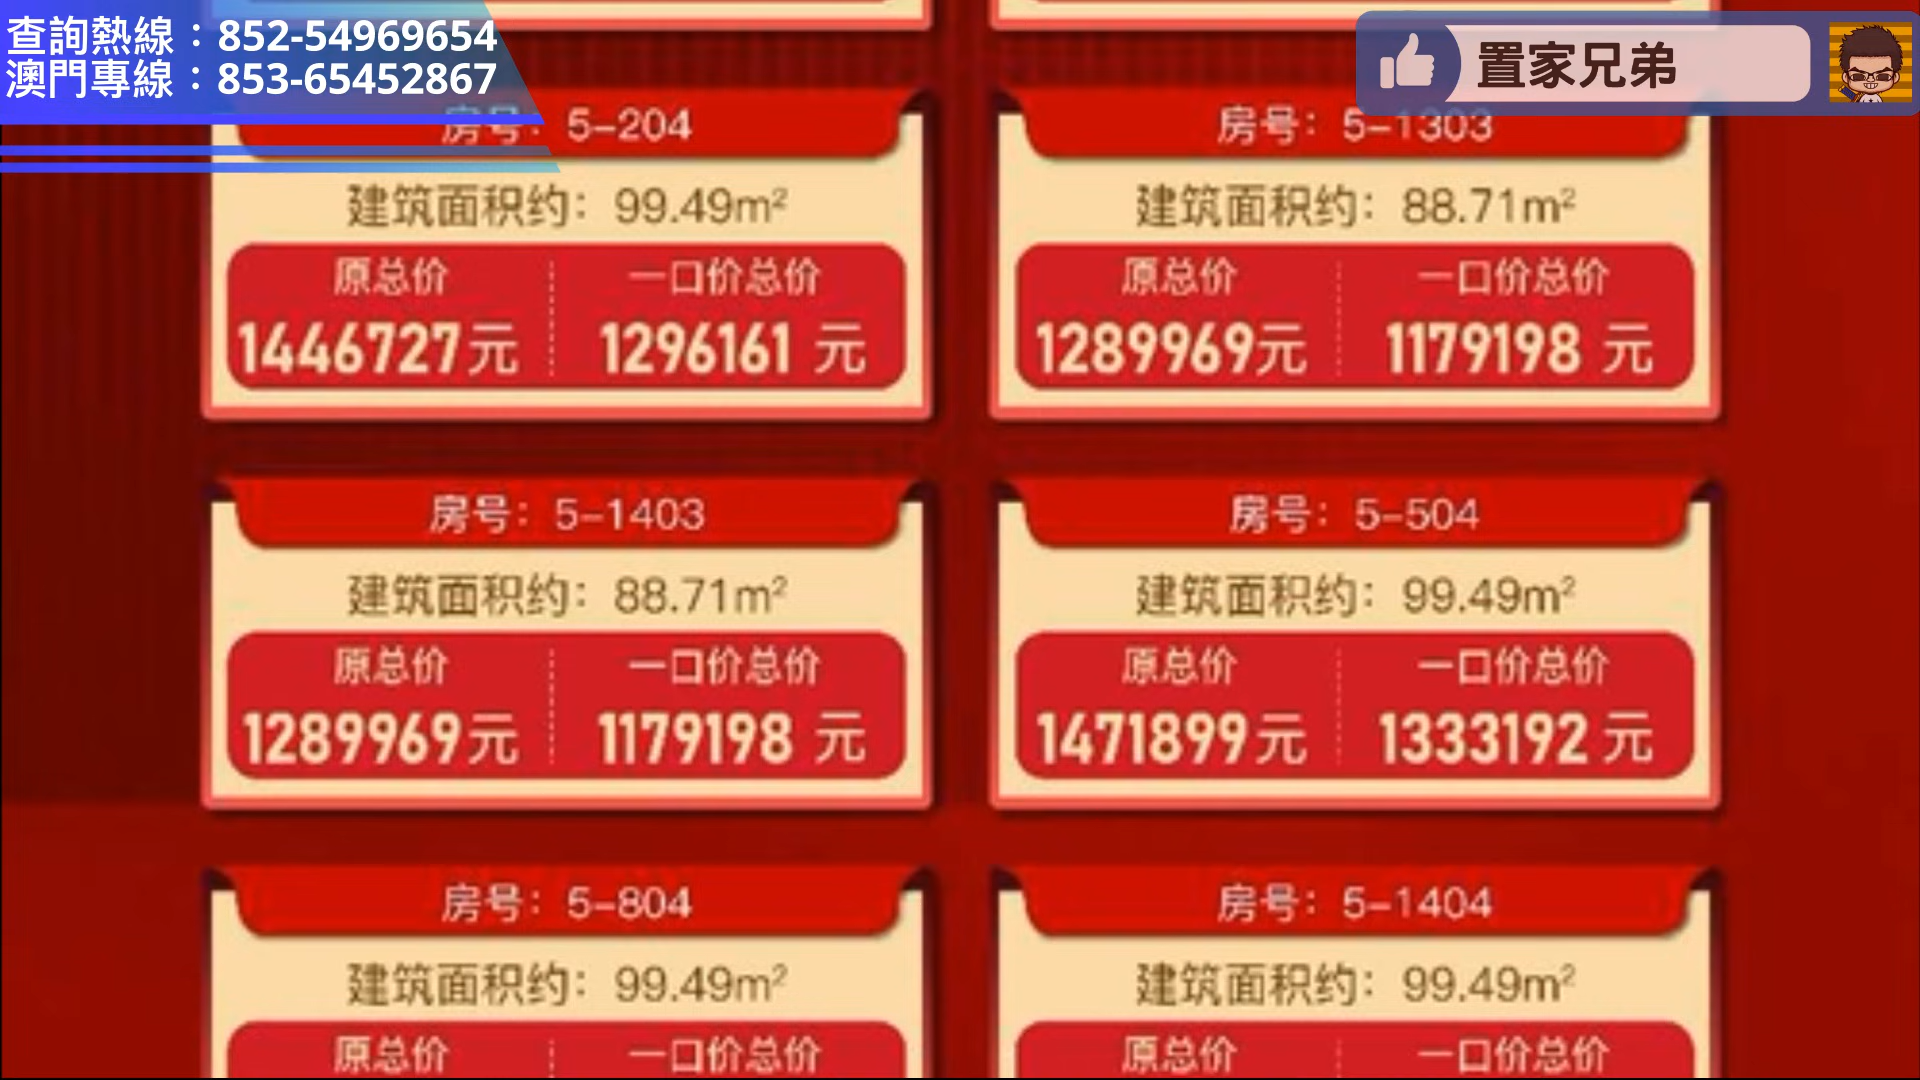 查詢熱線：852-54969654
澳門專線：853-65452867
置家兄弟
房号：5-204
建筑面积约：99.49m²
原总价 一口价总价
1446727元 1296161 元
房号：5-1303
建筑面积约：88.71m²
原总价 一口价总价
1289969元 1179198 元
房号：5-1403
建筑面积约：88.71m²
原总价 一口价总价
1289969元 1179198 元
房号：5-504
建筑面积约：99.49m²
原总价 一口价总价
1471899元 1333192 元
房号：5-804
建筑面积约：99.49m²
原总价 一口价总价
房号：5-1404
建筑面积约：99.49m²
原总价 一口价总价